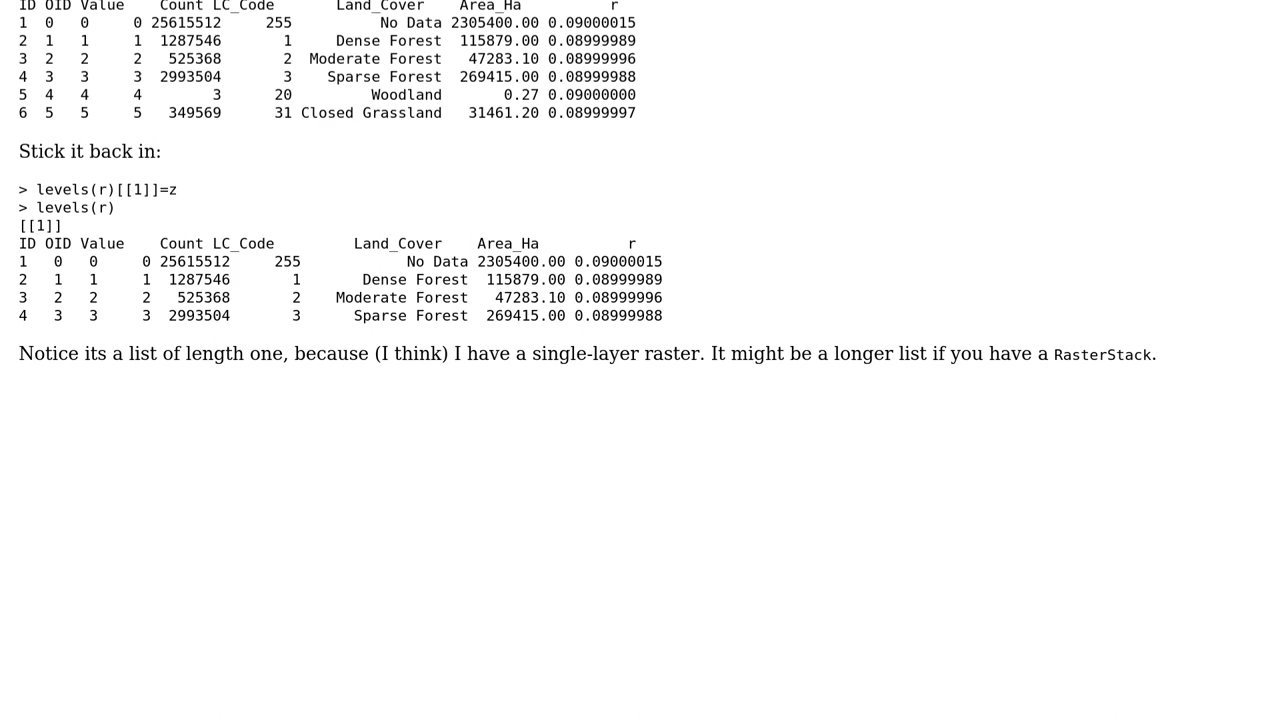 ID OID Value    Count LC_Code       Land_Cover    Area_Ha          r
1  0   0     0 25615512     255          No Data 2305400.00 0.09000015
2  1   1     1  1287546       1     Dense Forest  115879.00 0.08999989
3  2   2     2   525368       2  Moderate Forest   47283.10 0.08999996
4  3   3     3  2993504       3    Sparse Forest  269415.00 0.08999988
5  4   4     4        3      20         Woodland       0.27 0.09000000
6  5   5     5   349569      31 Closed Grassland   31461.20 0.08999997
Stick it back in:
> levels(r)[[1]]=z
> levels(r)
[[1]]
ID OID Value    Count LC_Code         Land_Cover    Area_Ha          r
1   0   0     0 25615512     255            No Data 2305400.00 0.09000015
2   1   1     1  1287546       1       Dense Forest  115879.00 0.08999989
3   2   2     2   525368       2    Moderate Forest   47283.10 0.08999996
4   3   3     3  2993504       3      Sparse Forest  269415.00 0.08999988
Notice its a list of length one, because (I think) I have a single-layer raster. It might be a longer list if you have a RasterStack.